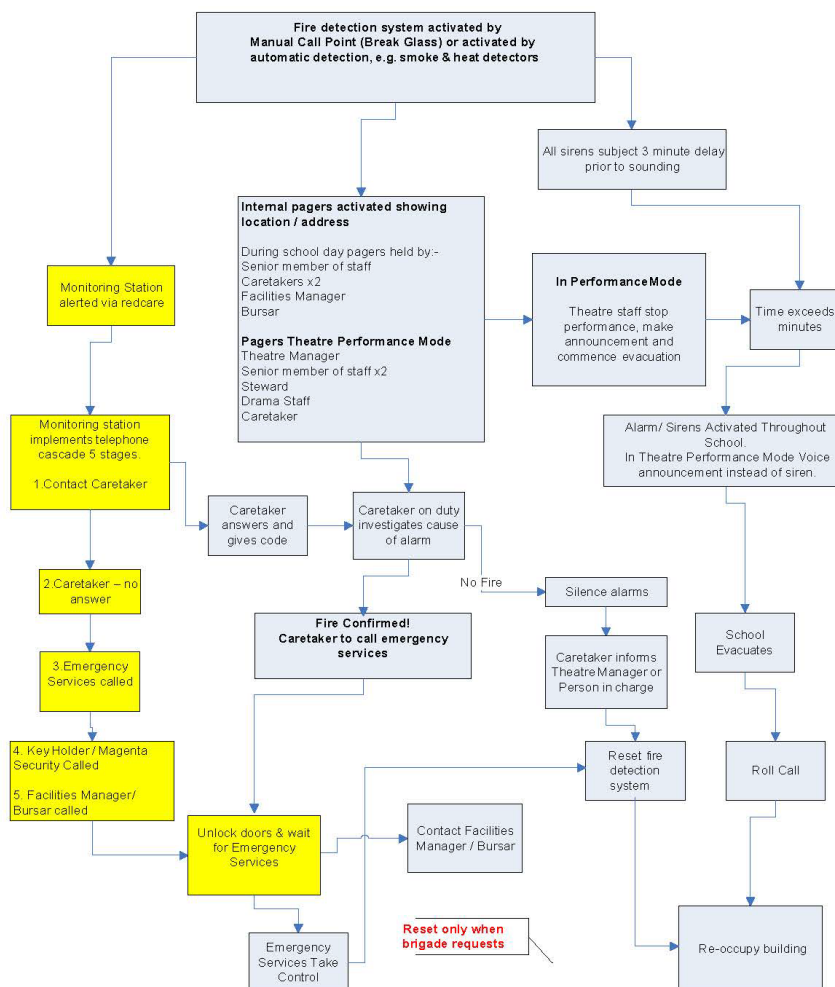 Fire detection system activated by
Manual Call Point (Break Glass) or activated by
automatic detection, e.g. smoke & heat detectors
All sirens subject 3 minute delay
prior to sounding
Internal pagers activated showing
location / address
During school day pagers held by:-
Senior member of staff
Caretakers x2
Facilities Manager
Bursar
Pagers Theatre Performance Mode
Theatre Manager
Senior member of staff x2
Steward
Drama Staff
Caretaker
In Performance Mode
Theatre staff stop
performance, make
announcement and
commence evacuation
Monitoring Station
alerted via redcare
Time exceeds
minutes
Monitoring station
implements telephone
cascade 5 stages.
1.Contact Caretaker
Alarm/ Sirens Activated Throughout
School.
In Theatre Performance Mode Voice
announcement instead of siren.
Caretaker
answers and
gives code
Caretaker on duty
investigates cause
of alarm
No Fire
2.Caretaker – no
answer
Silence alarms
Fire Confirmed!
Caretaker to call emergency
services
School
Evacuates
3.Emergency
Services called
Caretaker informs
Theatre Manager or
Person in charge
4. Key Holder / Magenta
Security Called
5. Facilities Manager/
Bursar called
Reset fire
detection
system
Roll Call
Unlock doors & wait
for Emergency
Services
Contact Facilities
Manager / Bursar
Reset only when
brigade requests
Emergency
Services Take
Control
Re-occupy building